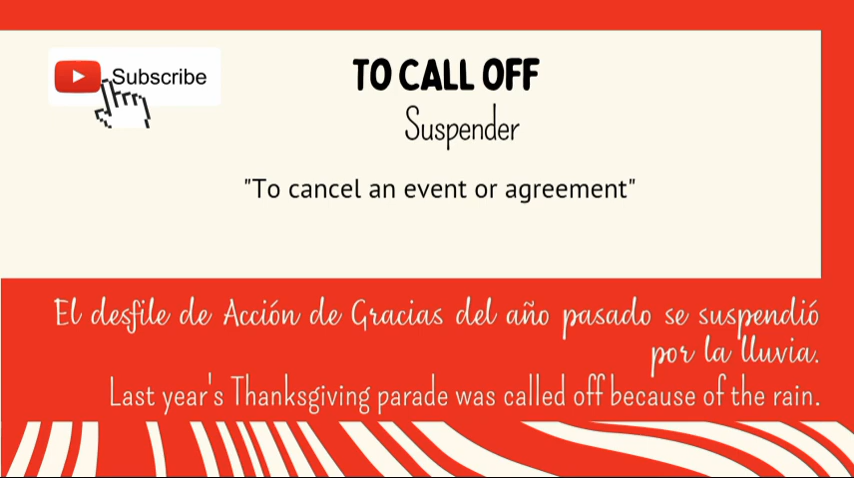 Subscribe
TO CALL OFF
Suspender
"To cancel an event or agreement"
El desfile de Acción de Gracias del año pasado se suspendió
por la lluvia.
Last year's Thanksgiving parade was called off because of the rain.